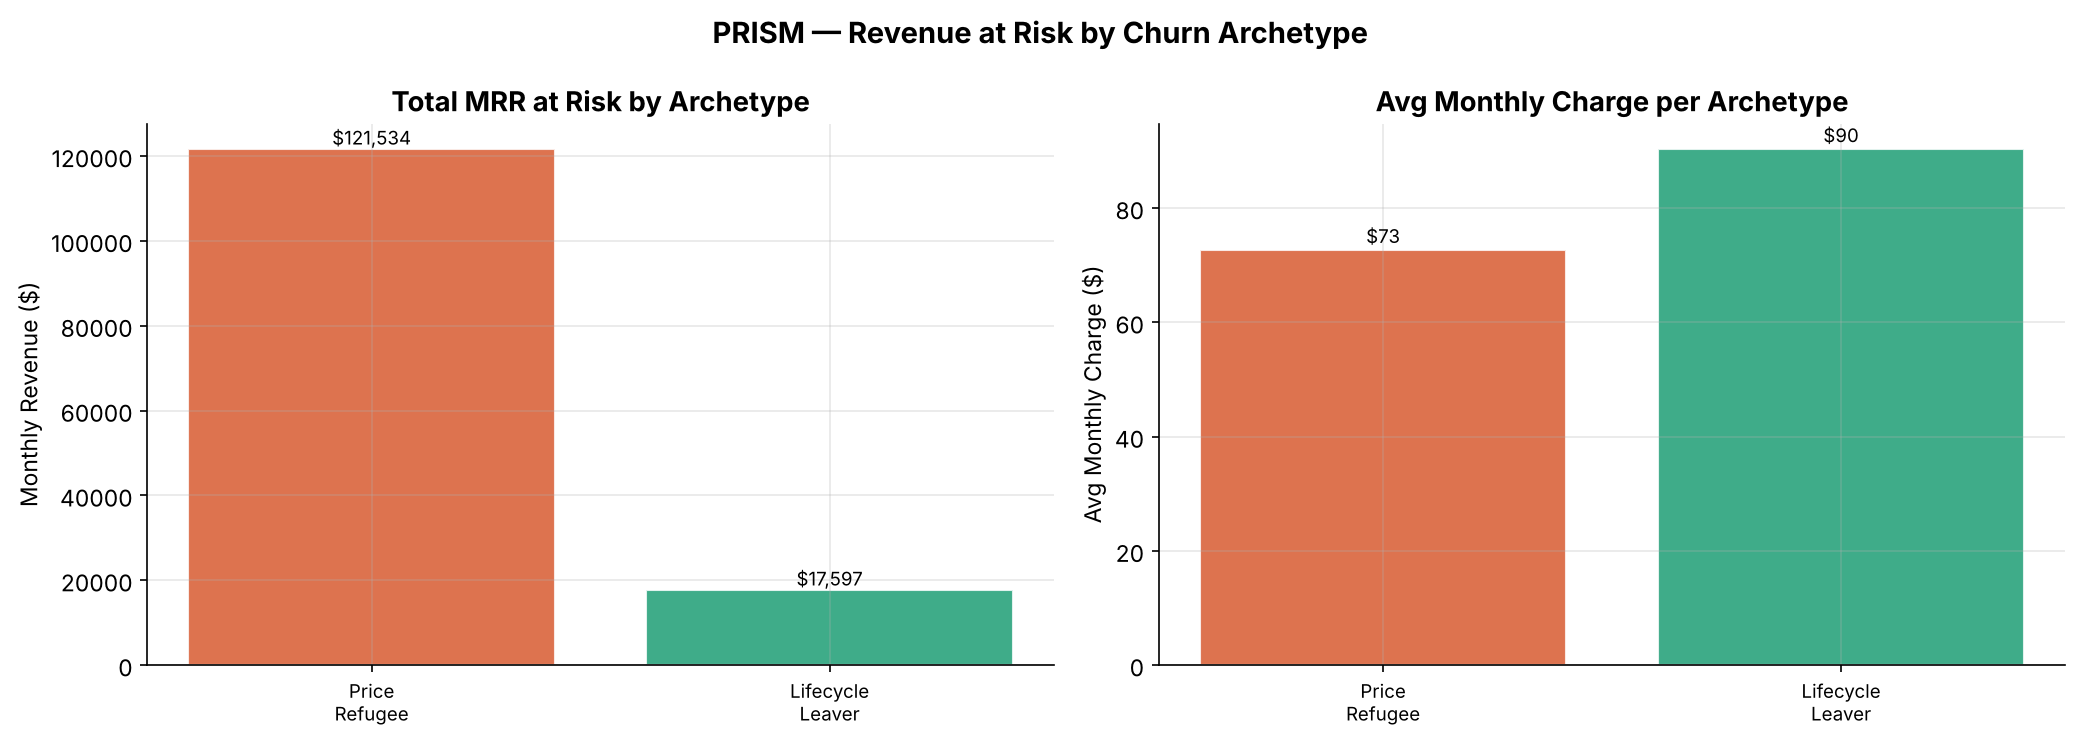 PRISM — Revenue at Risk by Churn Archetype
Total MRR at Risk by Archetype
Monthly Revenue ($)
120000
100000
80000
60000
40000
20000
0
$121,534
$17,597
Price
Refugee
Lifecycle
Leaver
Avg Monthly Charge per Archetype
Avg Monthly Charge ($)
80
60
40
20
0
$73
$90
Price
Refugee
Lifecycle
Leaver